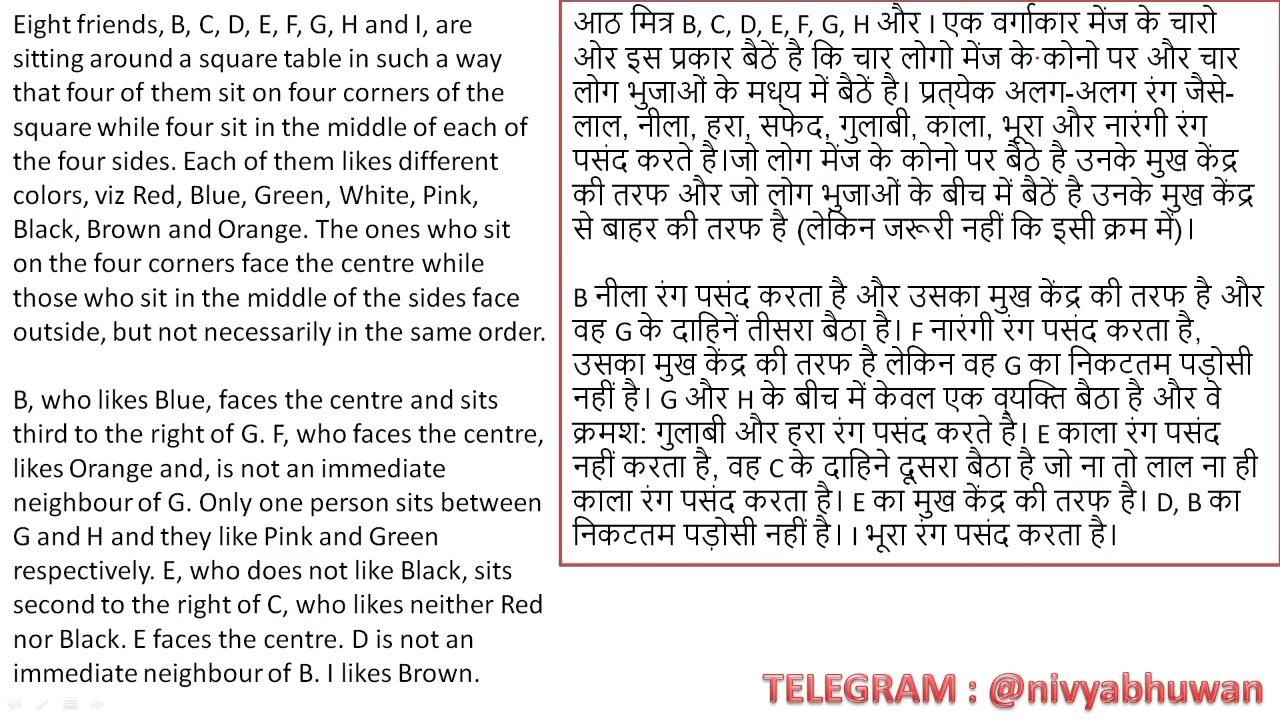 Eight friends, B, C, D, E, F, G, H and I, are
sitting around a square table in such a way
that four of them sit on four corners of the
square while four sit in the middle of each of
the four sides. Each of them likes different
colors, viz Red, Blue, Green, White, Pink,
Black, Brown and Orange. The ones who sit
on the four corners face the centre while
those who sit in the middle of the sides face
outside, but not necessarily in the same order.
B, who likes Blue, faces the centre and sits
third to the right of G. F, who faces the centre,
likes Orange and, is not an immediate
neighbour of G. Only one person sits between
G and H and they like Pink and Green
respectively. E, who does not like Black, sits
second to the right of C, who likes neither Red
nor Black. E faces the centre. D is not an
immediate neighbour of B. I likes Brown.
आठ मित्र B, C, D, E, F, G, H और I एक वर्गाकार मेंज के चारो
ओर इस प्रकार बैठें है कि चार लोगो मेंज के कोनो पर और चार
लोग भुजाओं के मध्य में बैठें है। प्रत्येक अलग-अलग रंग जैसे-
लाल, नीला, हरा, सफेद, गुलाबी, काला, भूरा और नारंगी रंग
पसंद करते है।जो लोग मेंज के कोनो पर बैठे है उनके मुख केंद्र
की तरफ और जो लोग भुजाओं के बीच में बैठें है उनके मुख केंद्र
से बाहर की तरफ है (लेकिन जरूरी नहीं कि इसी क्रम में)।
B नीला रंग पसंद करता है और उसका मुख केंद्र की तरफ है और
वह G के दाहिनें तीसरा बैठा है। F नारंगी रंग पसंद करता है,
उसका मुख केंद्र की तरफ है लेकिन वह G का निकटतम पड़ोसी
नहीं है। G और H के बीच में केवल एक व्यक्ति बैठा है और वे
क्रमश: गुलाबी और हरा रंग पसंद करते है। E काला रंग पसंद
नहीं करता है, वह C के दाहिने दूसरा बैठा है जो ना तो लाल ना ही
काला रंग पसंद करता है। E का मुख केंद्र की तरफ है। D, B का
निकटतम पड़ोसी नहीं है। I भूरा रंग पसंद करता है।
TELEGRAM : @nivyabhuwan